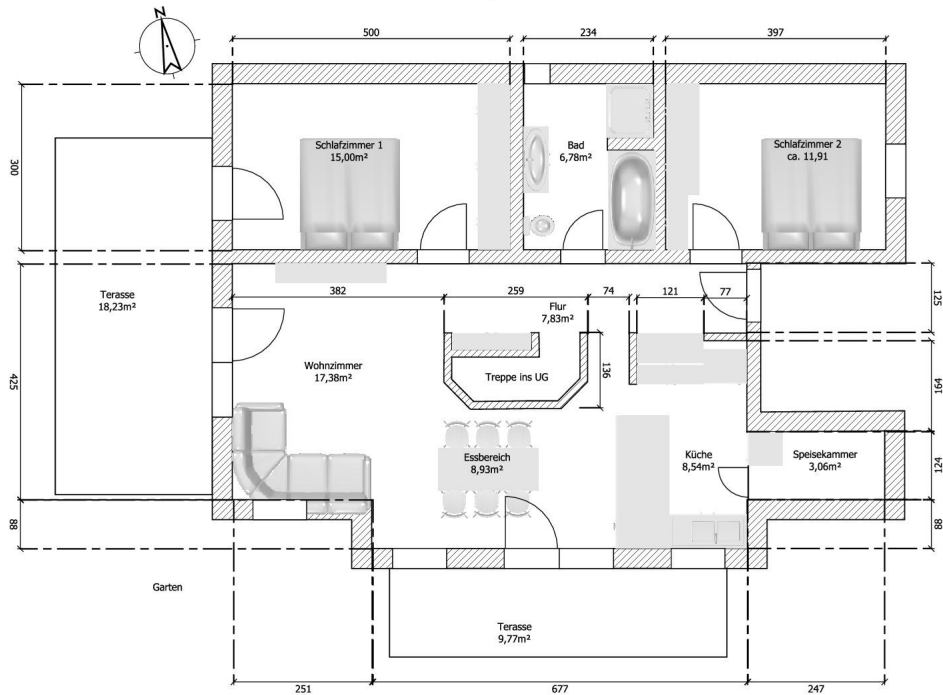 N
500
234
397
300
Schlafzimmer 1
15,00m²
Bad
6,78m²
Schlafzimmer 2
ca. 11,91
Terasse
18,23m²
382
259
74
121
77
125
Flur
7,83m²
425
Wohnzimmer
17,38m²
Treppe ins UG
136
164
Essbereich
8,93m²
Küche
8,54m²
Speisekammer
3,06m²
121
88
88
Garten
Terasse
9,77m²
251
677
247